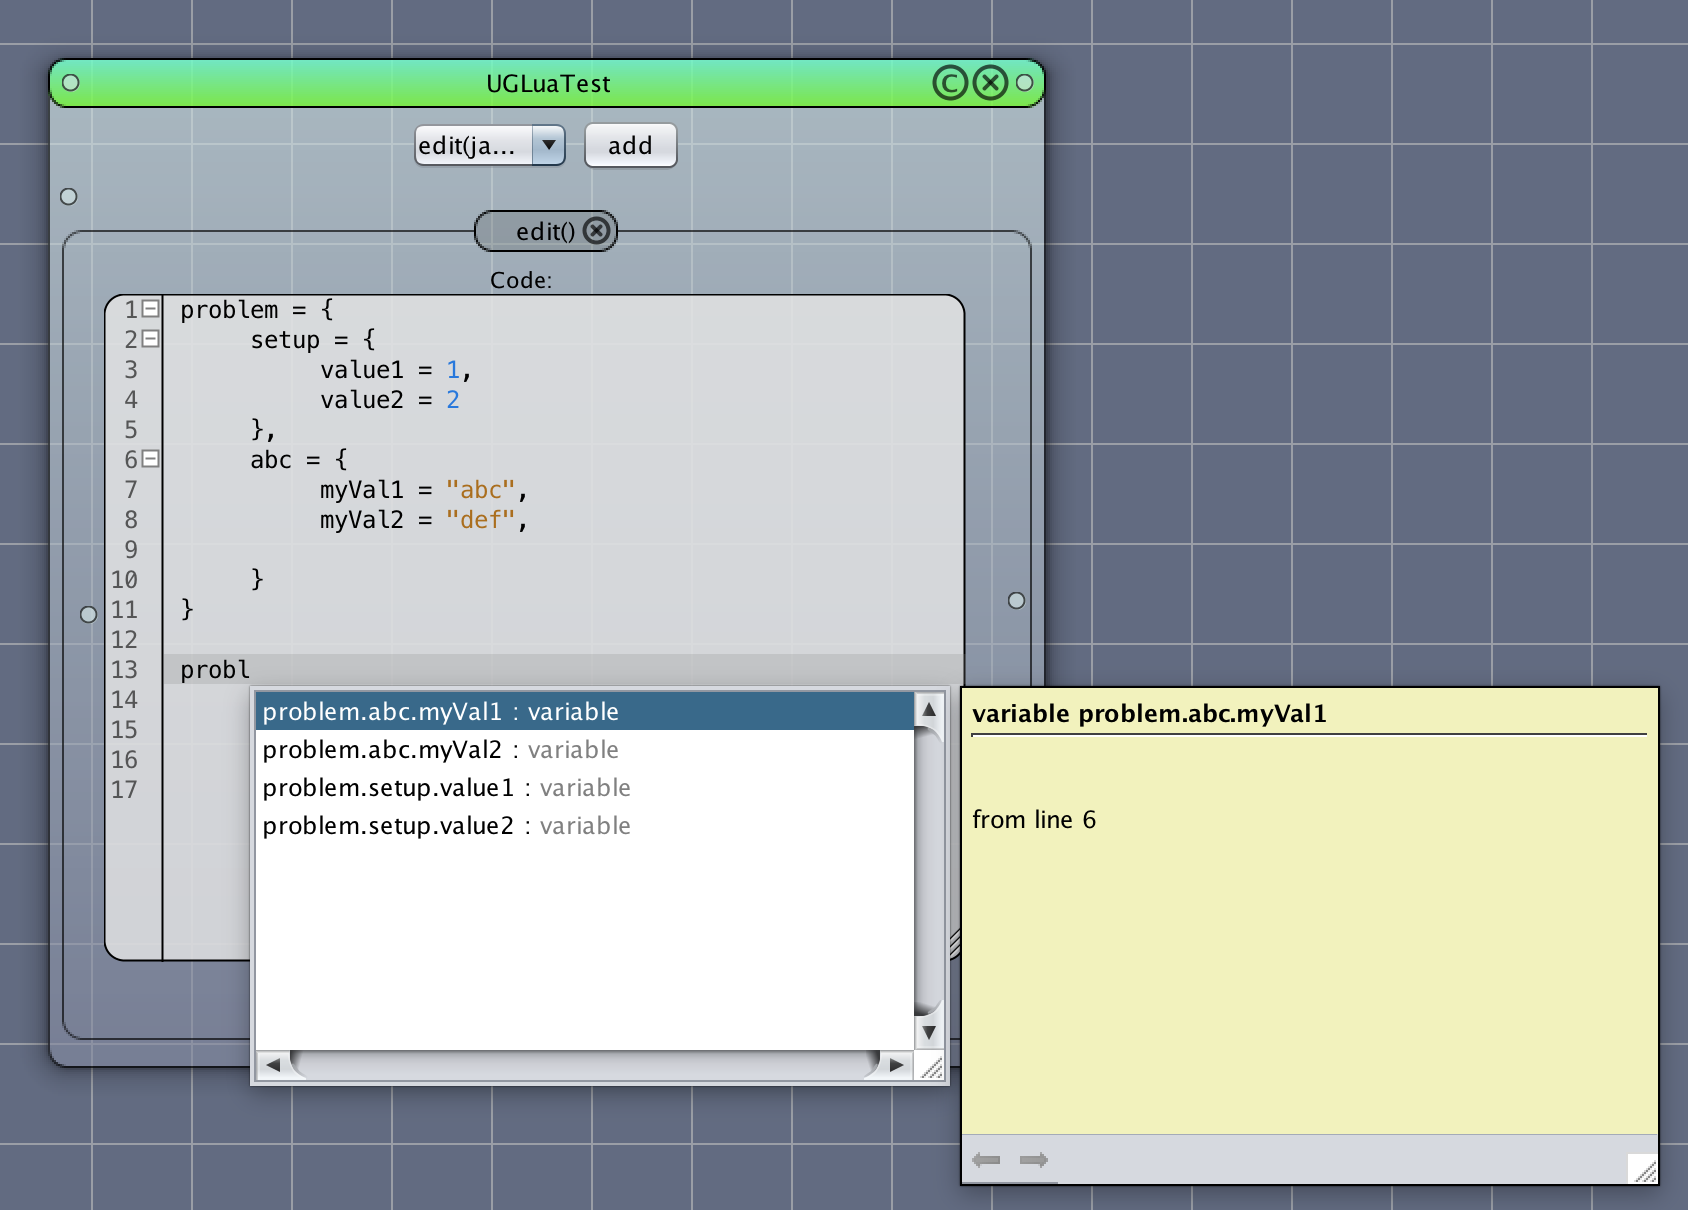 UGLuaTest
edit(ja...
add
edit()
Code:
1 problem = {
2 setup = {
3 value1 = 1,
4 value2 = 2
5 },
6 abc = {
7 myVal1 = "abc",
8 myVal2 = "def",
9
10 }
11 }
12
13 probl
14
15
16
17
problem.abc.myVal1 : variable
problem.abc.myVal2 : variable
problem.setup.value1 : variable
problem.setup.value2 : variable
variable problem.abc.myVal1
from line 6